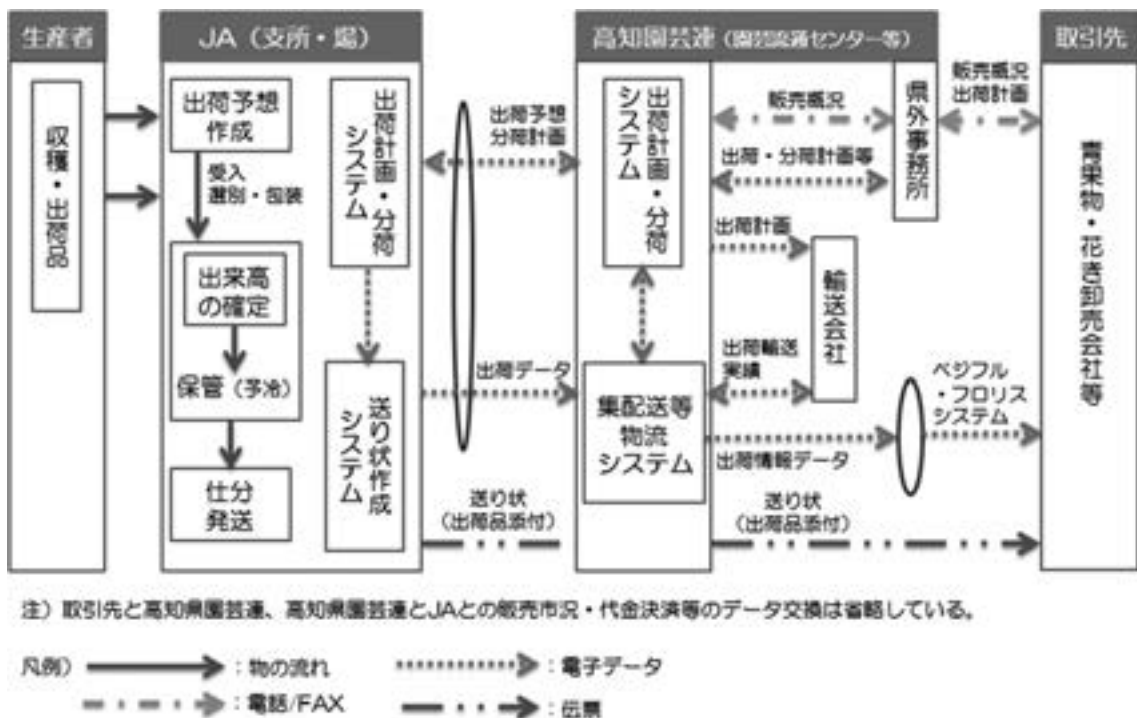 生産者
JA（支所・場）
高知園芸連（園芸流通センター等）
取引先
収穫・出荷品
出荷予想
作成
受入
選別・包装
出来高
の確定
保管（予冷）
仕分
発送
出荷計画・分荷
システム
送り状作成
システム
出荷予想
分荷計画
出荷データ
送り状
（出荷品添付）
出荷計画・分荷
システム
集配送等
物流
システム
販売概況
出荷・分荷計画等
出荷計画
出荷輸送
実績
出荷情報データ
送り状
（出荷品添付）
県外事務所
輸送会社
販売概況
出荷計画
ベジフル
・フロリス
システム
青果物・花き卸売会社等
注）取引先と高知県園芸連、高知県園芸連とJAとの販売市況・代金決済等のデータ交換は省略している。
凡例）
：物の流れ
：電子データ
：電話/FAX
：伝票